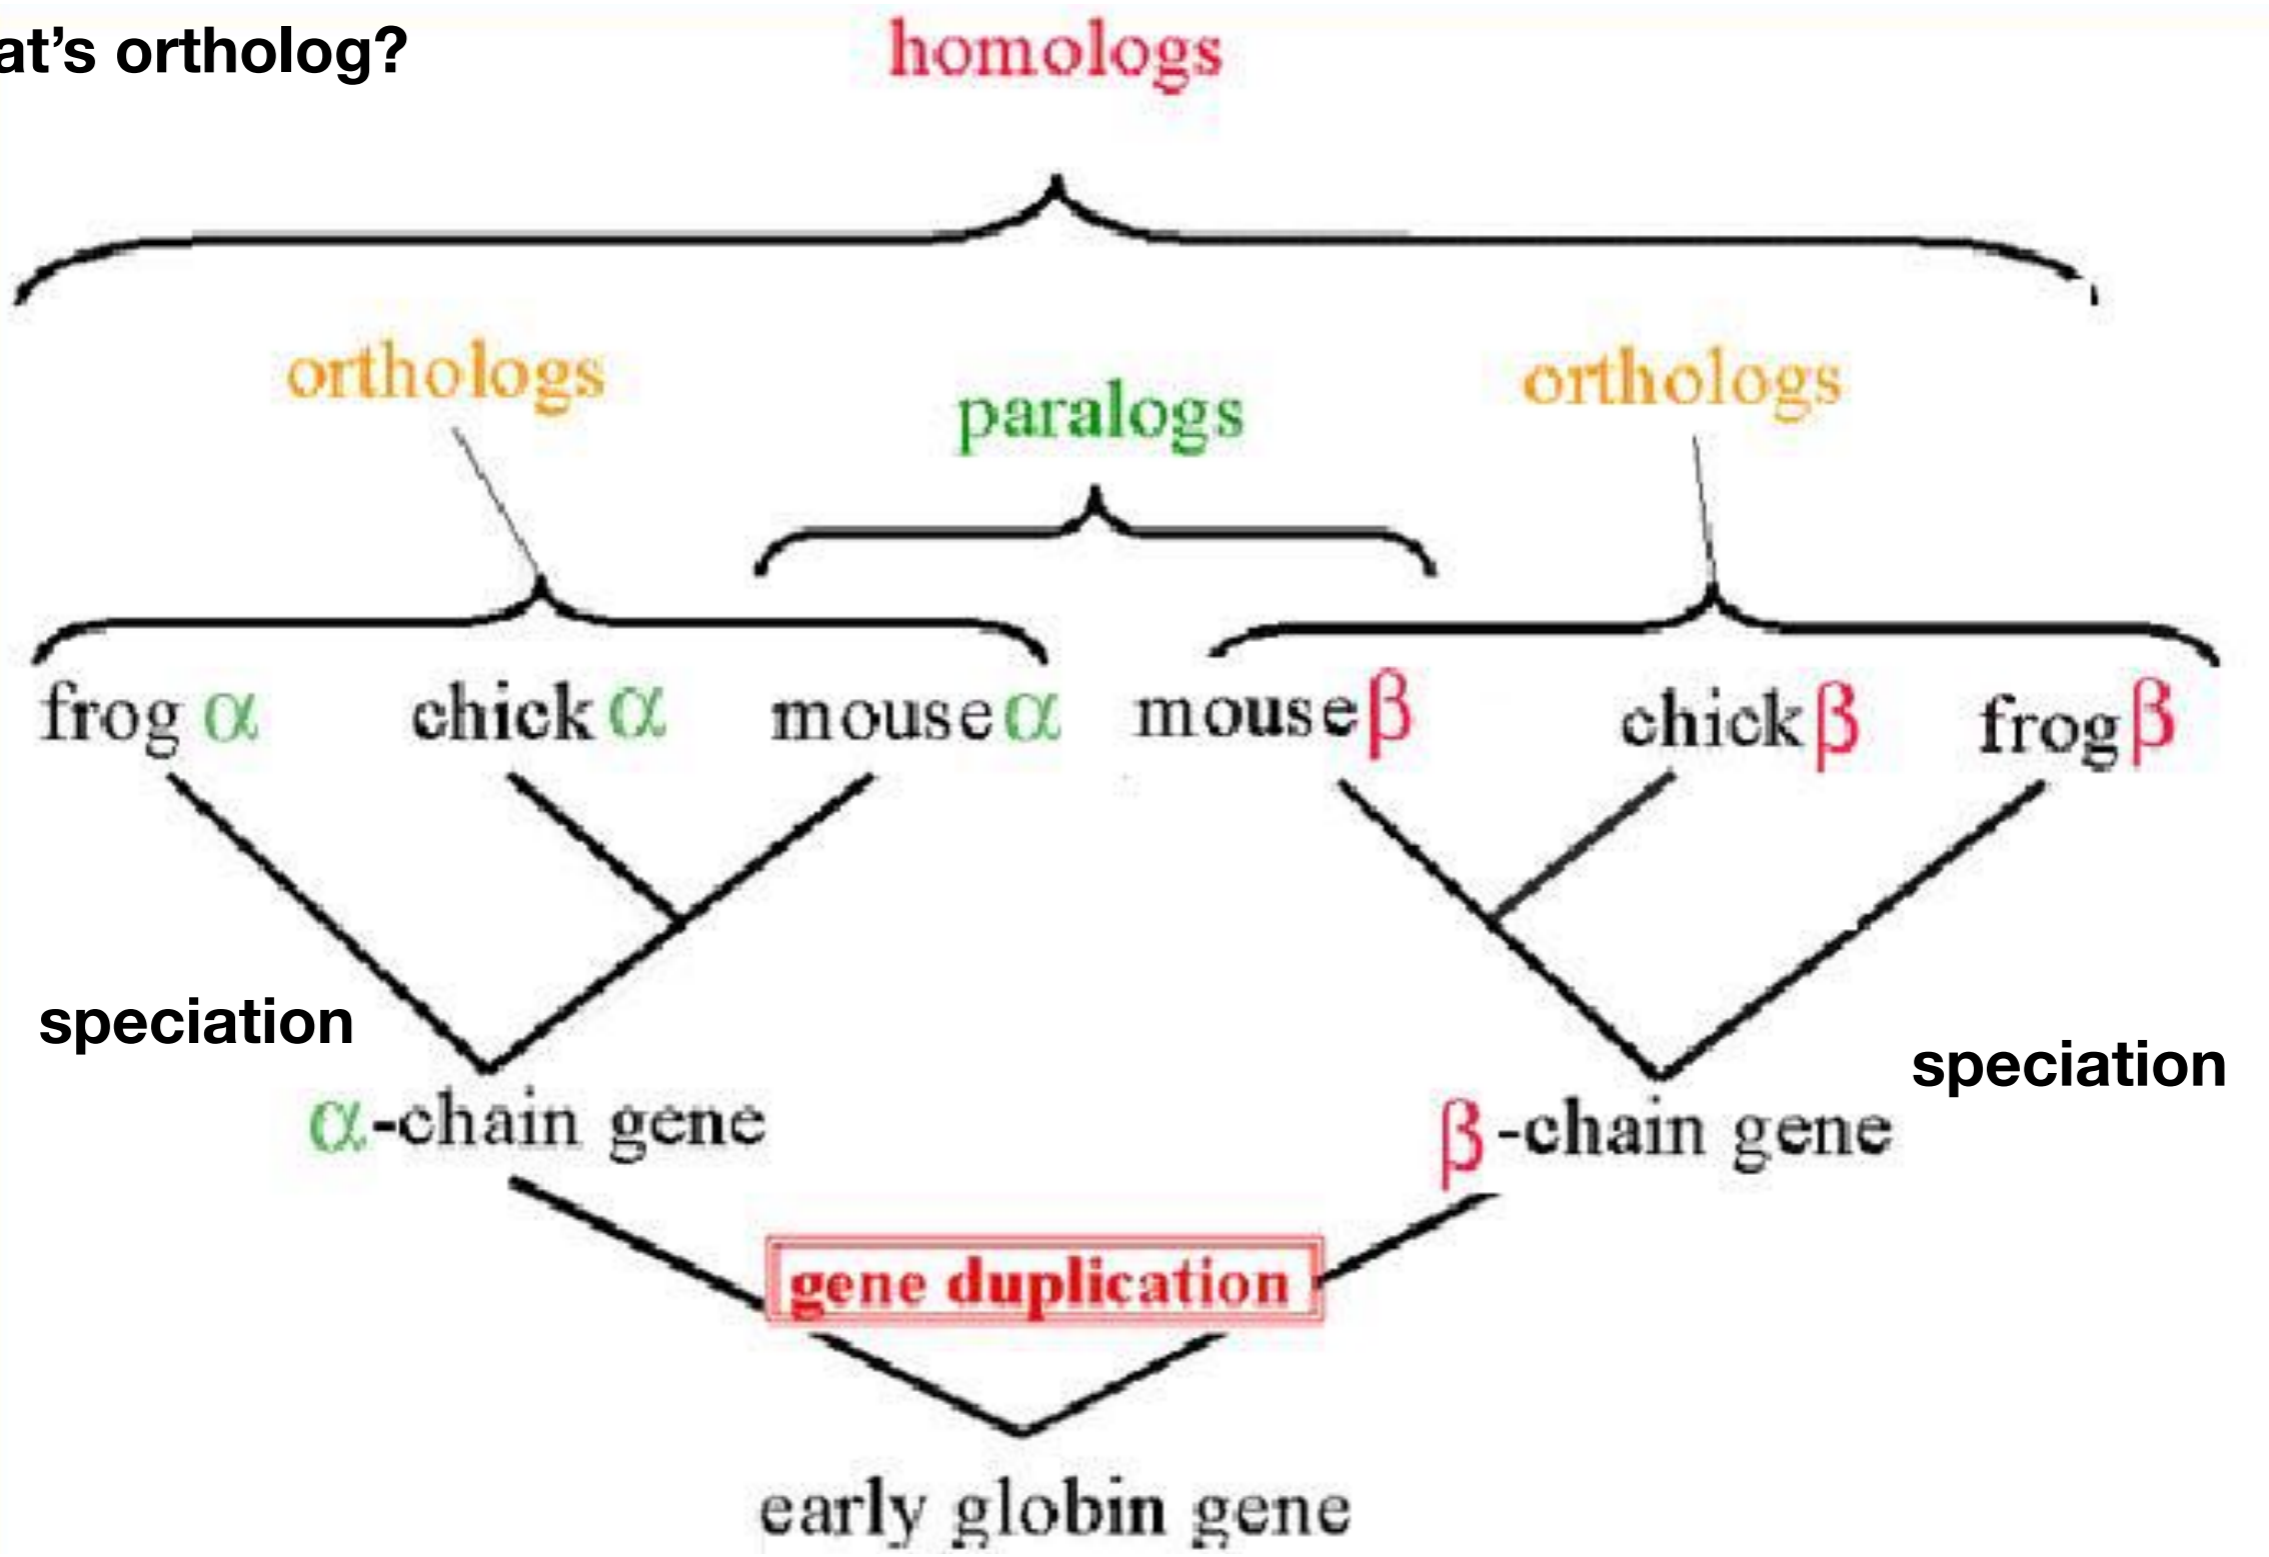 at's ortholog?
homologs
orthologs
paralogs
orthologs
frog α chick α mouse α mouse β chick β frog β
speciation
speciation
α-chain gene
β-chain gene
gene duplication
early globin gene